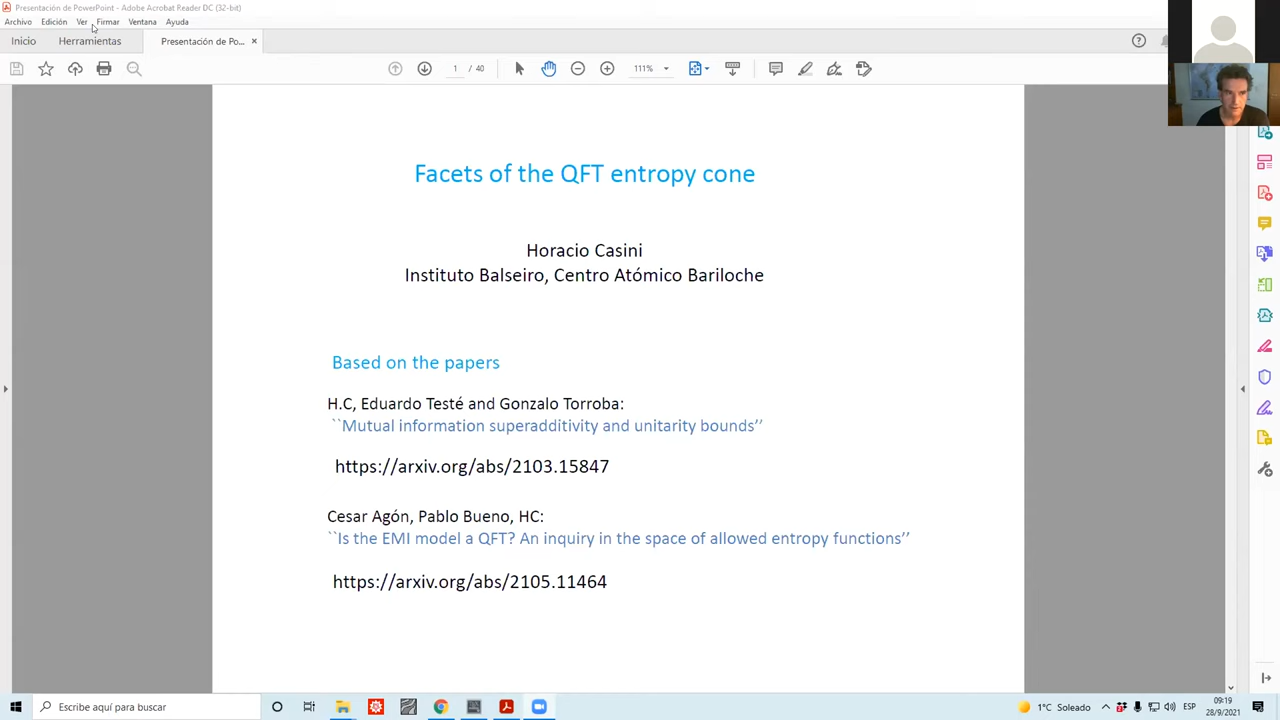 Presentación de PowerPoint - Adobe Acrobat Reader DC (32-bit)
Archivo Edición Ver Firmar Ventana Ayuda
Inicio Herramientas Presentación de Po... ×
1 / 40 111%
Facets of the QFT entropy cone
Horacio Casini
Instituto Balseiro, Centro Atómico Bariloche
Based on the papers
H.C, Eduardo Testé and Gonzalo Torroba:
``Mutual information superadditivity and unitarity bounds’’
https://arxiv.org/abs/2103.15847
Cesar Agón, Pablo Bueno, HC:
``Is the EMI model a QFT? An inquiry in the space of allowed entropy functions’’
https://arxiv.org/abs/2105.11464
Escribe aquí para buscar
1°C Soleado
ESP
09:19
28/9/2021